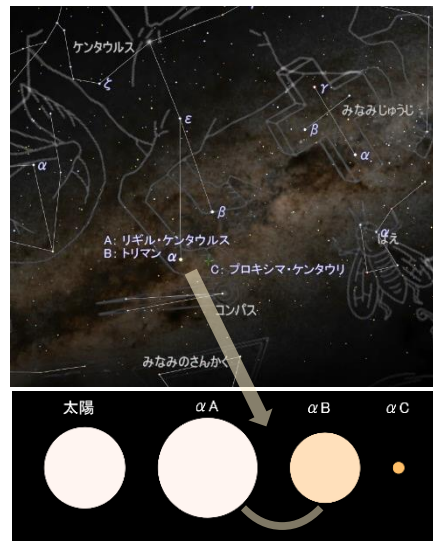 ケンタウルス
ζ
ε
γ
みなみじゅうじ
β
α
α
β
α
はえ
A: リギル・ケンタウルス
B: トリマン α
C: プロキシマ・ケンタウリ
コンパス
みなみのさんかく
太陽
αA
αB
αC